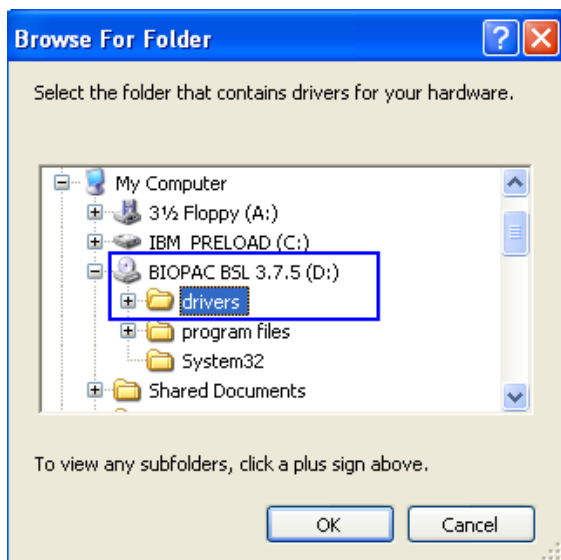 Browse For Folder
Select the folder that contains drivers for your hardware.
My Computer
3½ Floppy (A:)
IBM_PRELOAD (C:)
BIOPAC BSL 3.7.5 (D:)
drivers
program files
System32
Shared Documents
To view any subfolders, click a plus sign above.
OK Cancel